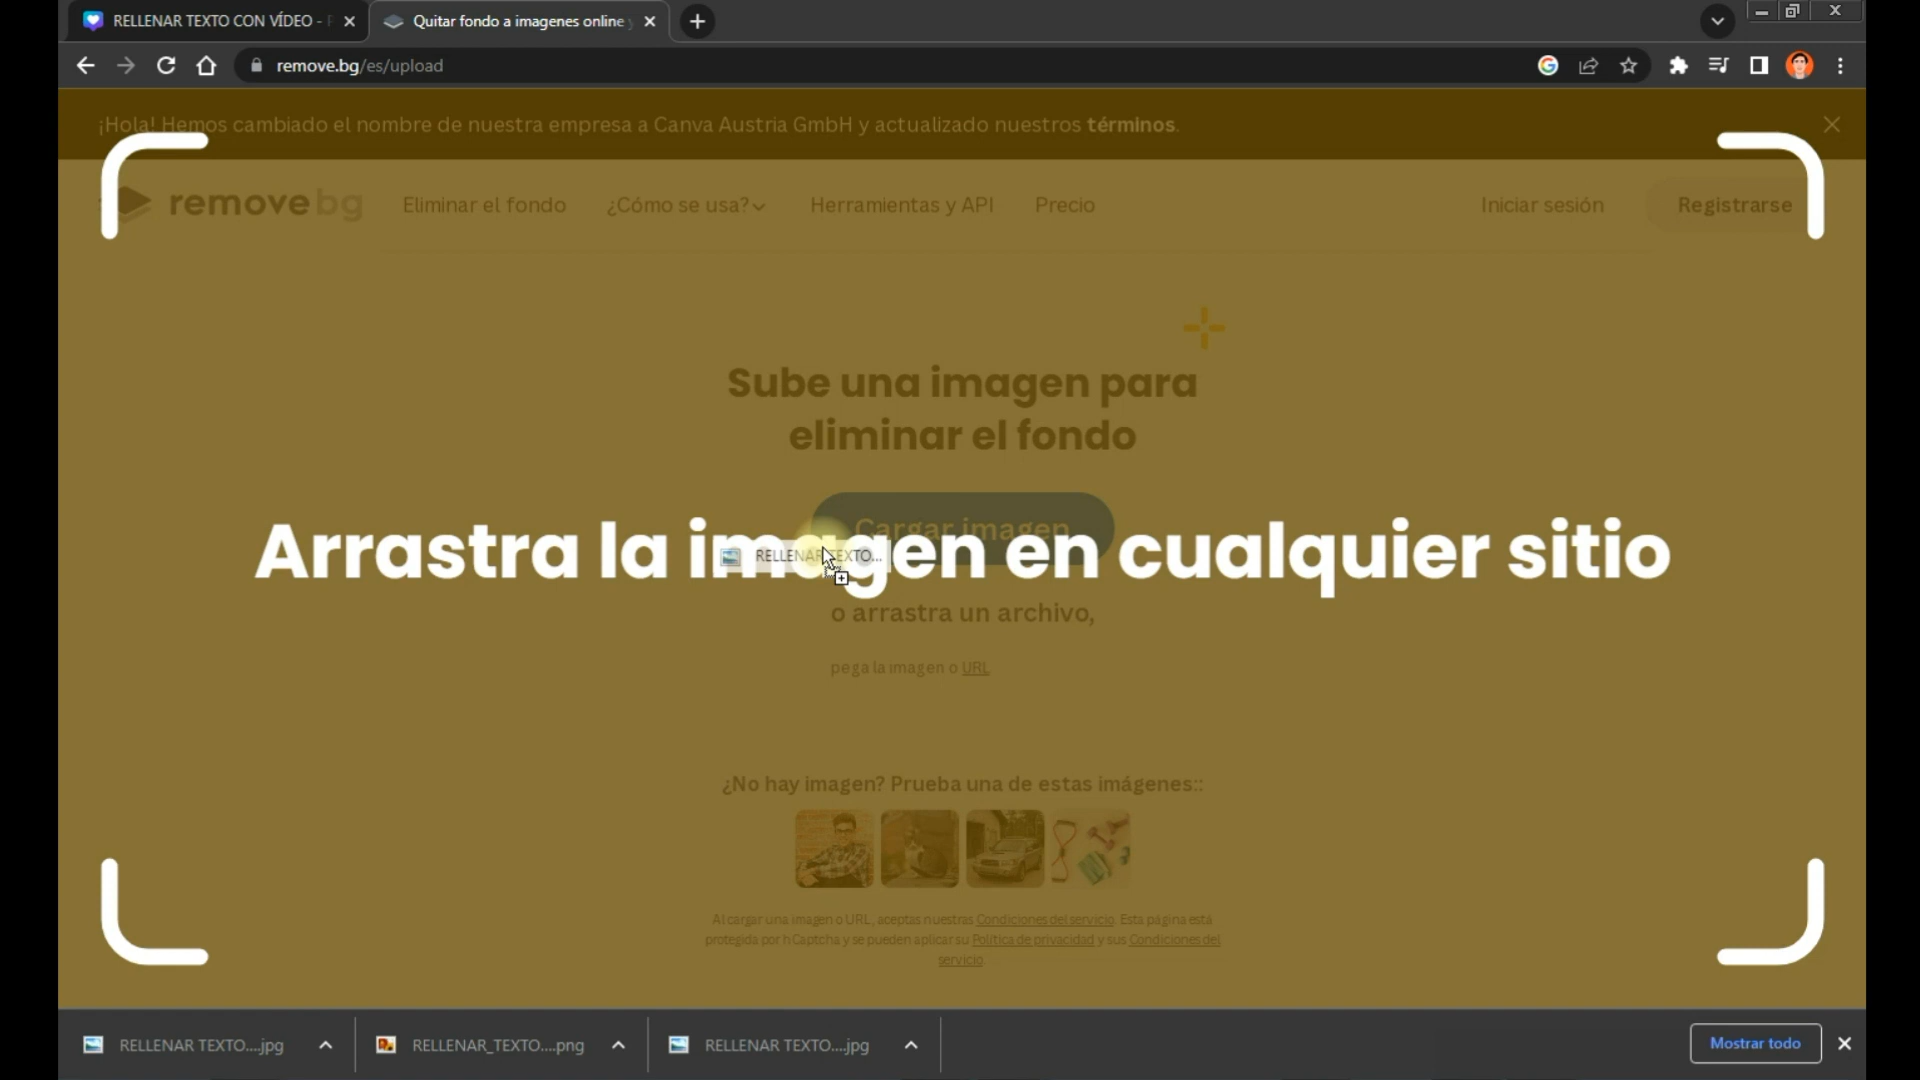 RELLENAR TEXTO CON VÍDEO -
Quitar fondo a imagenes online
remove.bg/es/upload
¡Hola! Hemos cambiado el nombre de nuestra empresa a Canva Austria GmbH y actualizado nuestros términos.
remove bg
Eliminar el fondo
¿Cómo se usa?
Herramientas y API
Precio
Iniciar sesión
Registrarse
Sube una imagen para
eliminar el fondo
Cargar imagen
Arrastra la imagen en cualquier sitio
RELLENAR TEXTO...
o arrastra un archivo,
pega la imagen o URL
¿No hay imagen? Prueba una de estas imágenes::
Al cargar una imagen o URL, aceptas nuestras Condiciones del servicio. Esta página está
protegida por hCaptcha y se pueden aplicar su Política de privacidad y sus Condiciones del
servicio.
RELLENAR TEXTO....jpg
RELLENAR_TEXTO....png
RELLENAR TEXTO....jpg
Mostrar todo